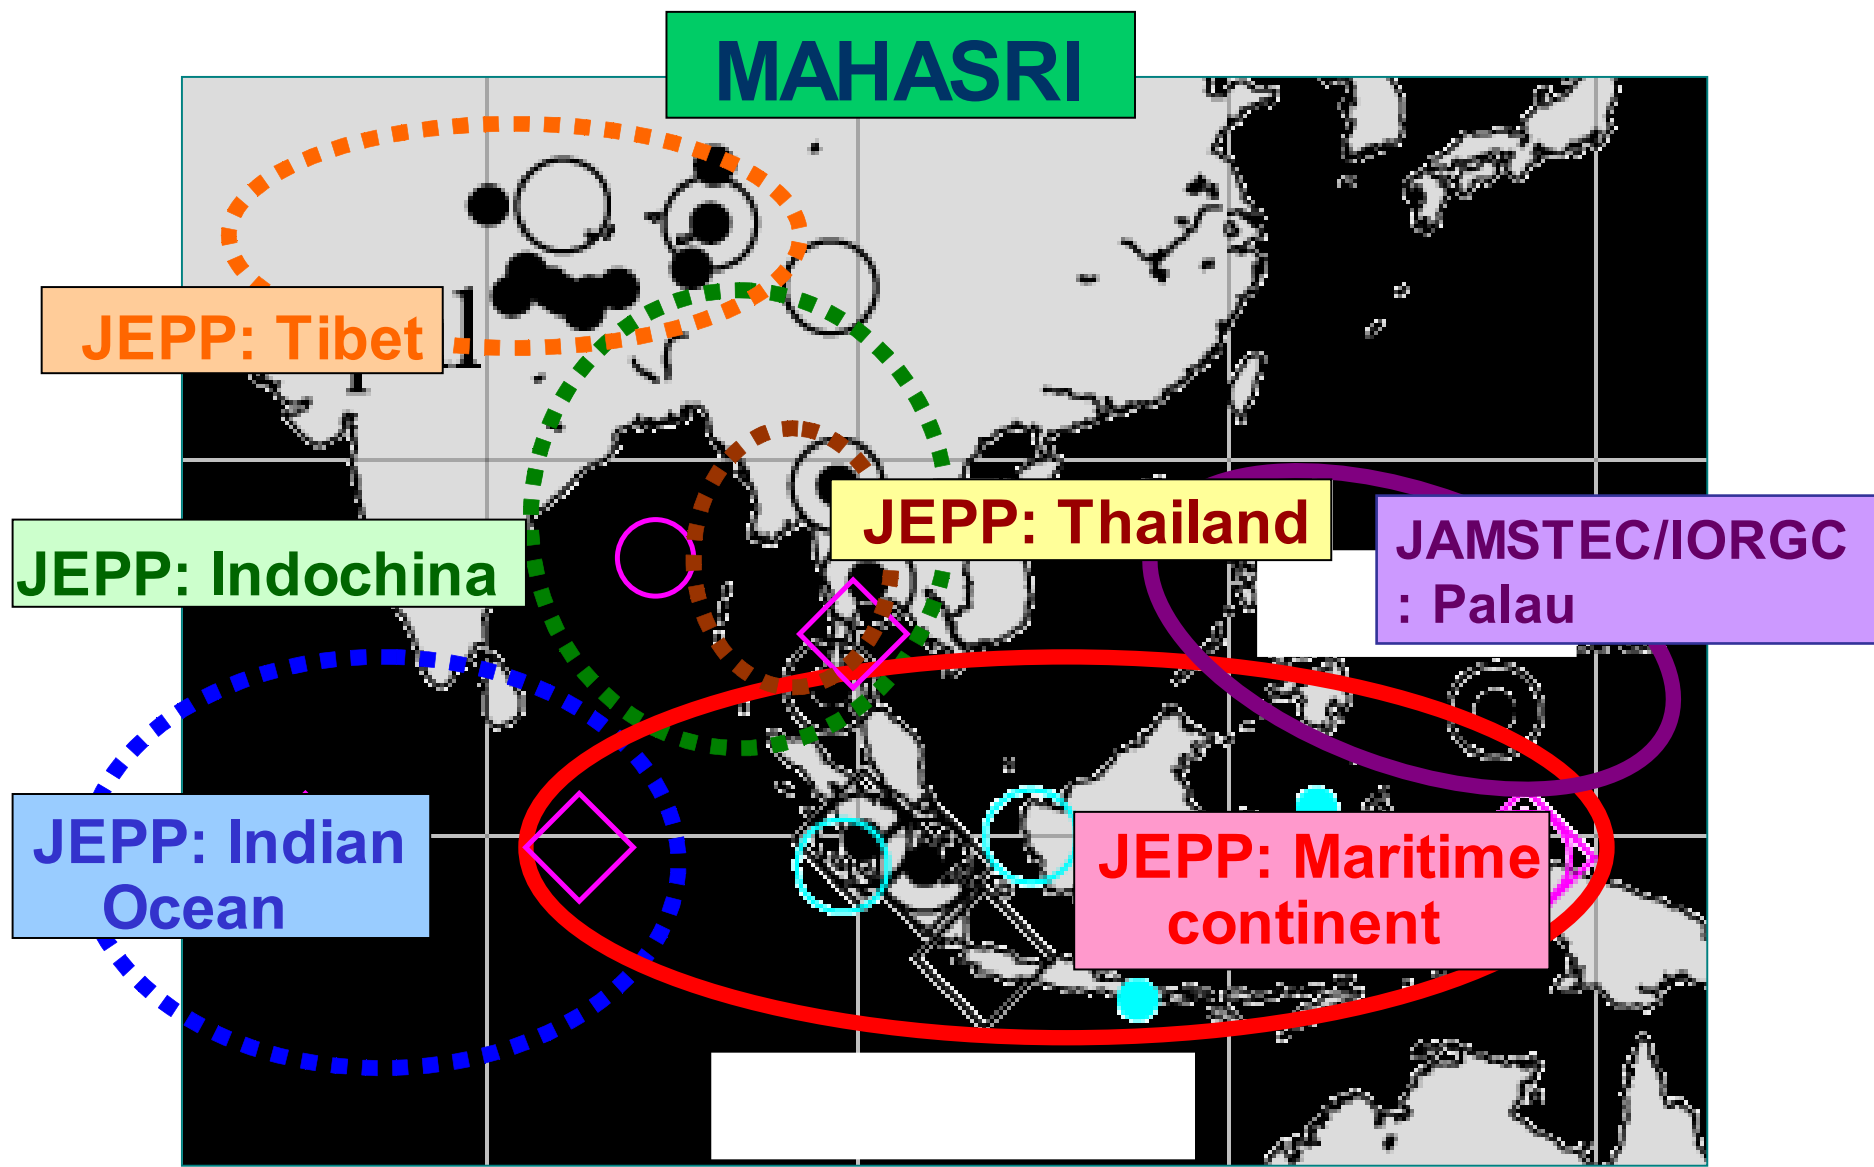 MAHASRI
JEPP: Tibet
JEPP: Thailand
JAMSTEC/IORGC
: Palau
JEPP: Indochina
JEPP: Indian
Ocean
JEPP: Maritime
continent